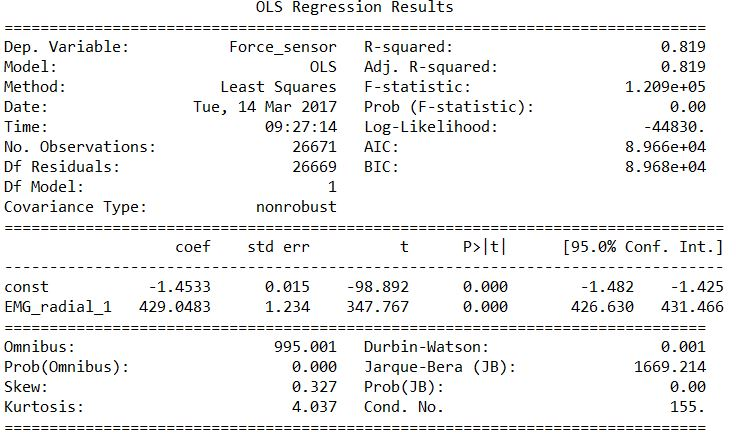 OLS Regression Results
==============================================================================
Dep. Variable:           Force_sensor   R-squared:                       0.819
Model:                            OLS   Adj. R-squared:                  0.819
Method:                 Least Squares   F-statistic:                 1.209e+05
Date:                Tue, 14 Mar 2017   Prob (F-statistic):               0.00
Time:                        09:27:14   Log-Likelihood:                -44830.
No. Observations:               26671   AIC:                         8.966e+04
Df Residuals:                   26669   BIC:                         8.968e+04
Df Model:                           1
Covariance Type:            nonrobust
================================================================================
                   coef    std err          t      P>|t|      [95.0% Conf. Int.]
--------------------------------------------------------------------------------
const           -1.4533      0.015    -98.892      0.000        -1.482    -1.425
EMG_radial_1   429.0483      1.234    347.767      0.000       426.630   431.466
==============================================================================
Omnibus:                      995.001   Durbin-Watson:                   0.001
Prob(Omnibus):                  0.000   Jarque-Bera (JB):             1669.214
Skew:                           0.327   Prob(JB):                         0.00
Kurtosis:                       4.037   Cond. No.                         155.
==============================================================================